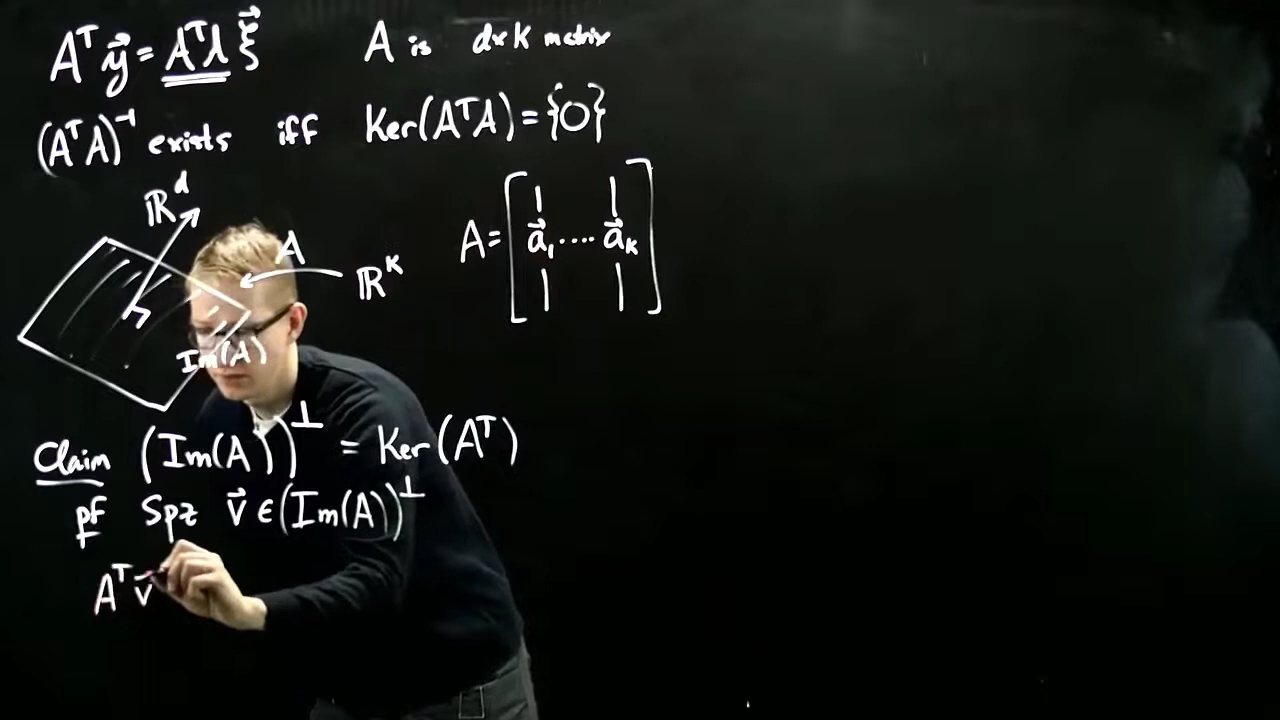 Aᵀy⃗ = AᵀA ξ⃗ A is d×k matrix
(AᵀA)⁻¹ exists iff Ker(AᵀA) = {0}
ℝᵈ
A
ℝᵏ
Im(A)
A = [a⃗₁ .... a⃗ₖ]
Claim (Im(A))^⊥ = Ker(Aᵀ)
pf Spz v⃗ ∈ (Im(A))^⊥
Aᵀv⃗